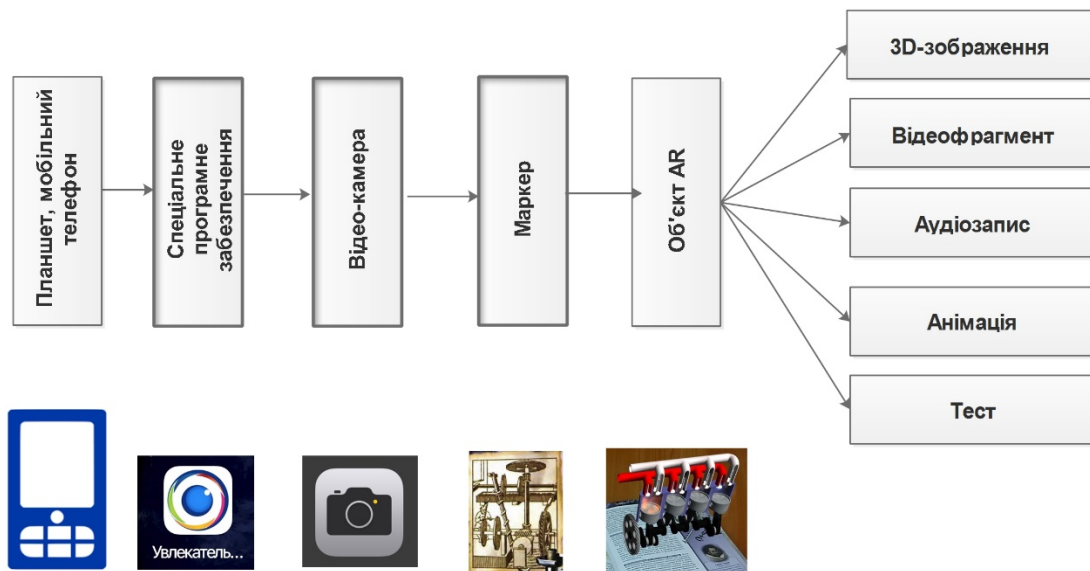 Планшет, мобільний
телефон
Спеціальне
програмне
забезпечення
Відео-камера
Маркер
Об'єкт AR
3D-зображення
Відеофрагмент
Аудіозапис
Анімація
Тест
Увлекатель...